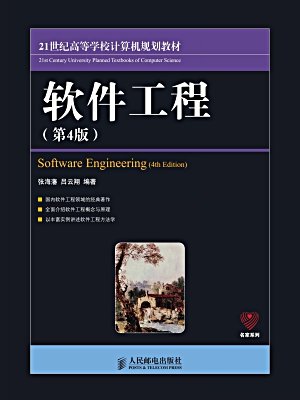 21世纪高等学校计算机规划教材
21st Century University Planned Textbooks of Computer Science
软件工程
（第4版）
Software Engineering (4th Edition)
张海藩 吕云翔 编著
■ 国内软件工程领域的经典著作
■ 全面介绍软件工程概念与原理
■ 以丰富实例讲述软件工程方法学
名家系列
人民邮电出版社
POSTS & TELECOM PRESS